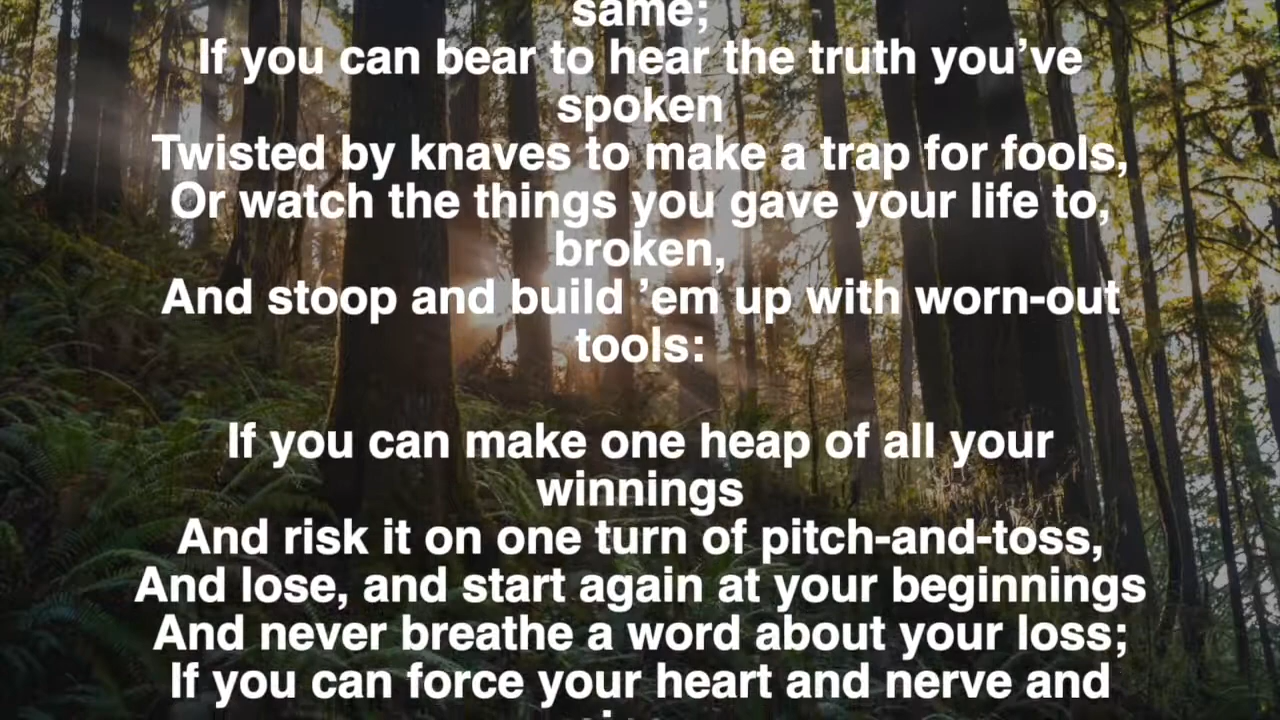 same;
If you can bear to hear the truth you’ve
spoken
Twisted by knaves to make a trap for fools,
Or watch the things you gave your life to,
broken,
And stoop and build ’em up with worn-out
tools:
If you can make one heap of all your
winnings
And risk it on one turn of pitch-and-toss,
And lose, and start again at your beginnings
And never breathe a word about your loss;
If you can force your heart and nerve and